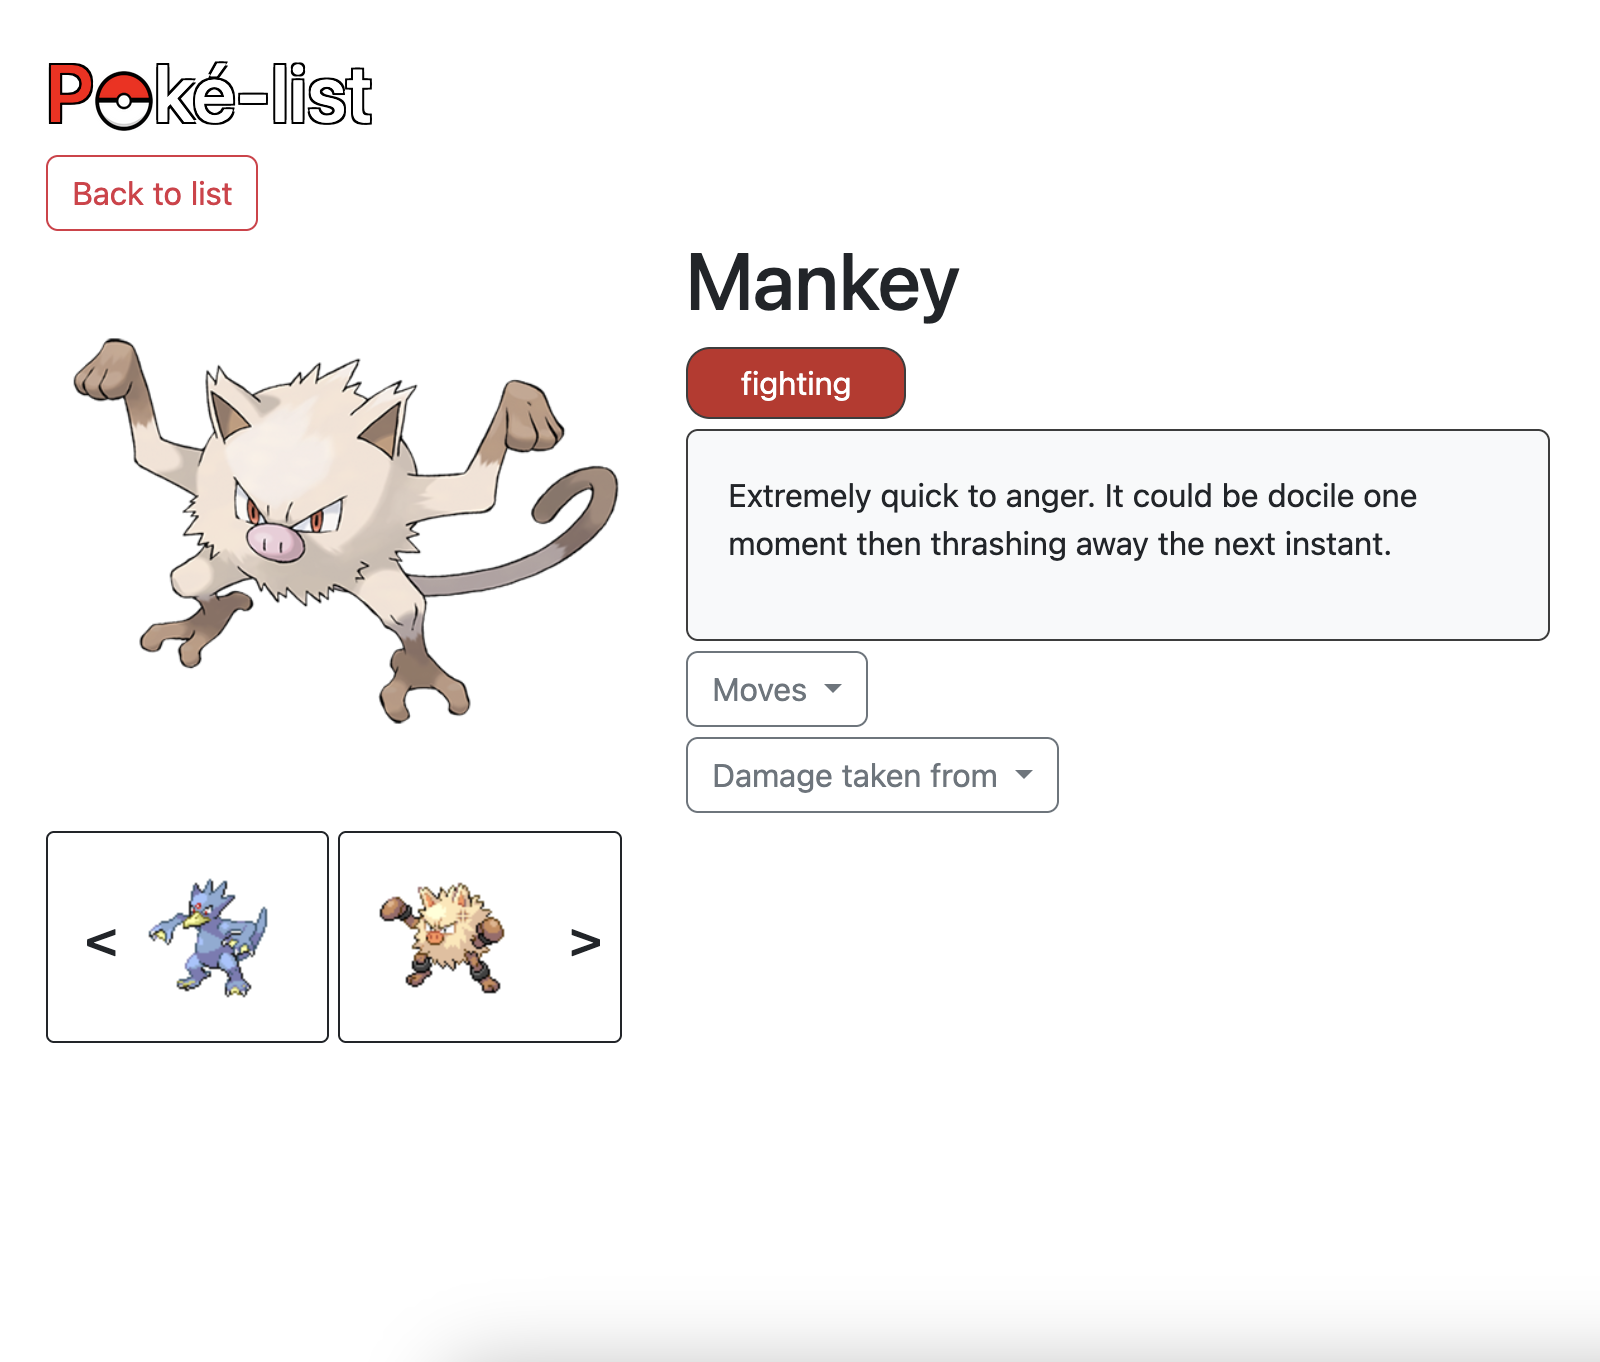 Poké-list
Back to list
Mankey
fighting
Extremely quick to anger. It could be docile one
moment then thrashing away the next instant.
Moves
Damage taken from
<
>